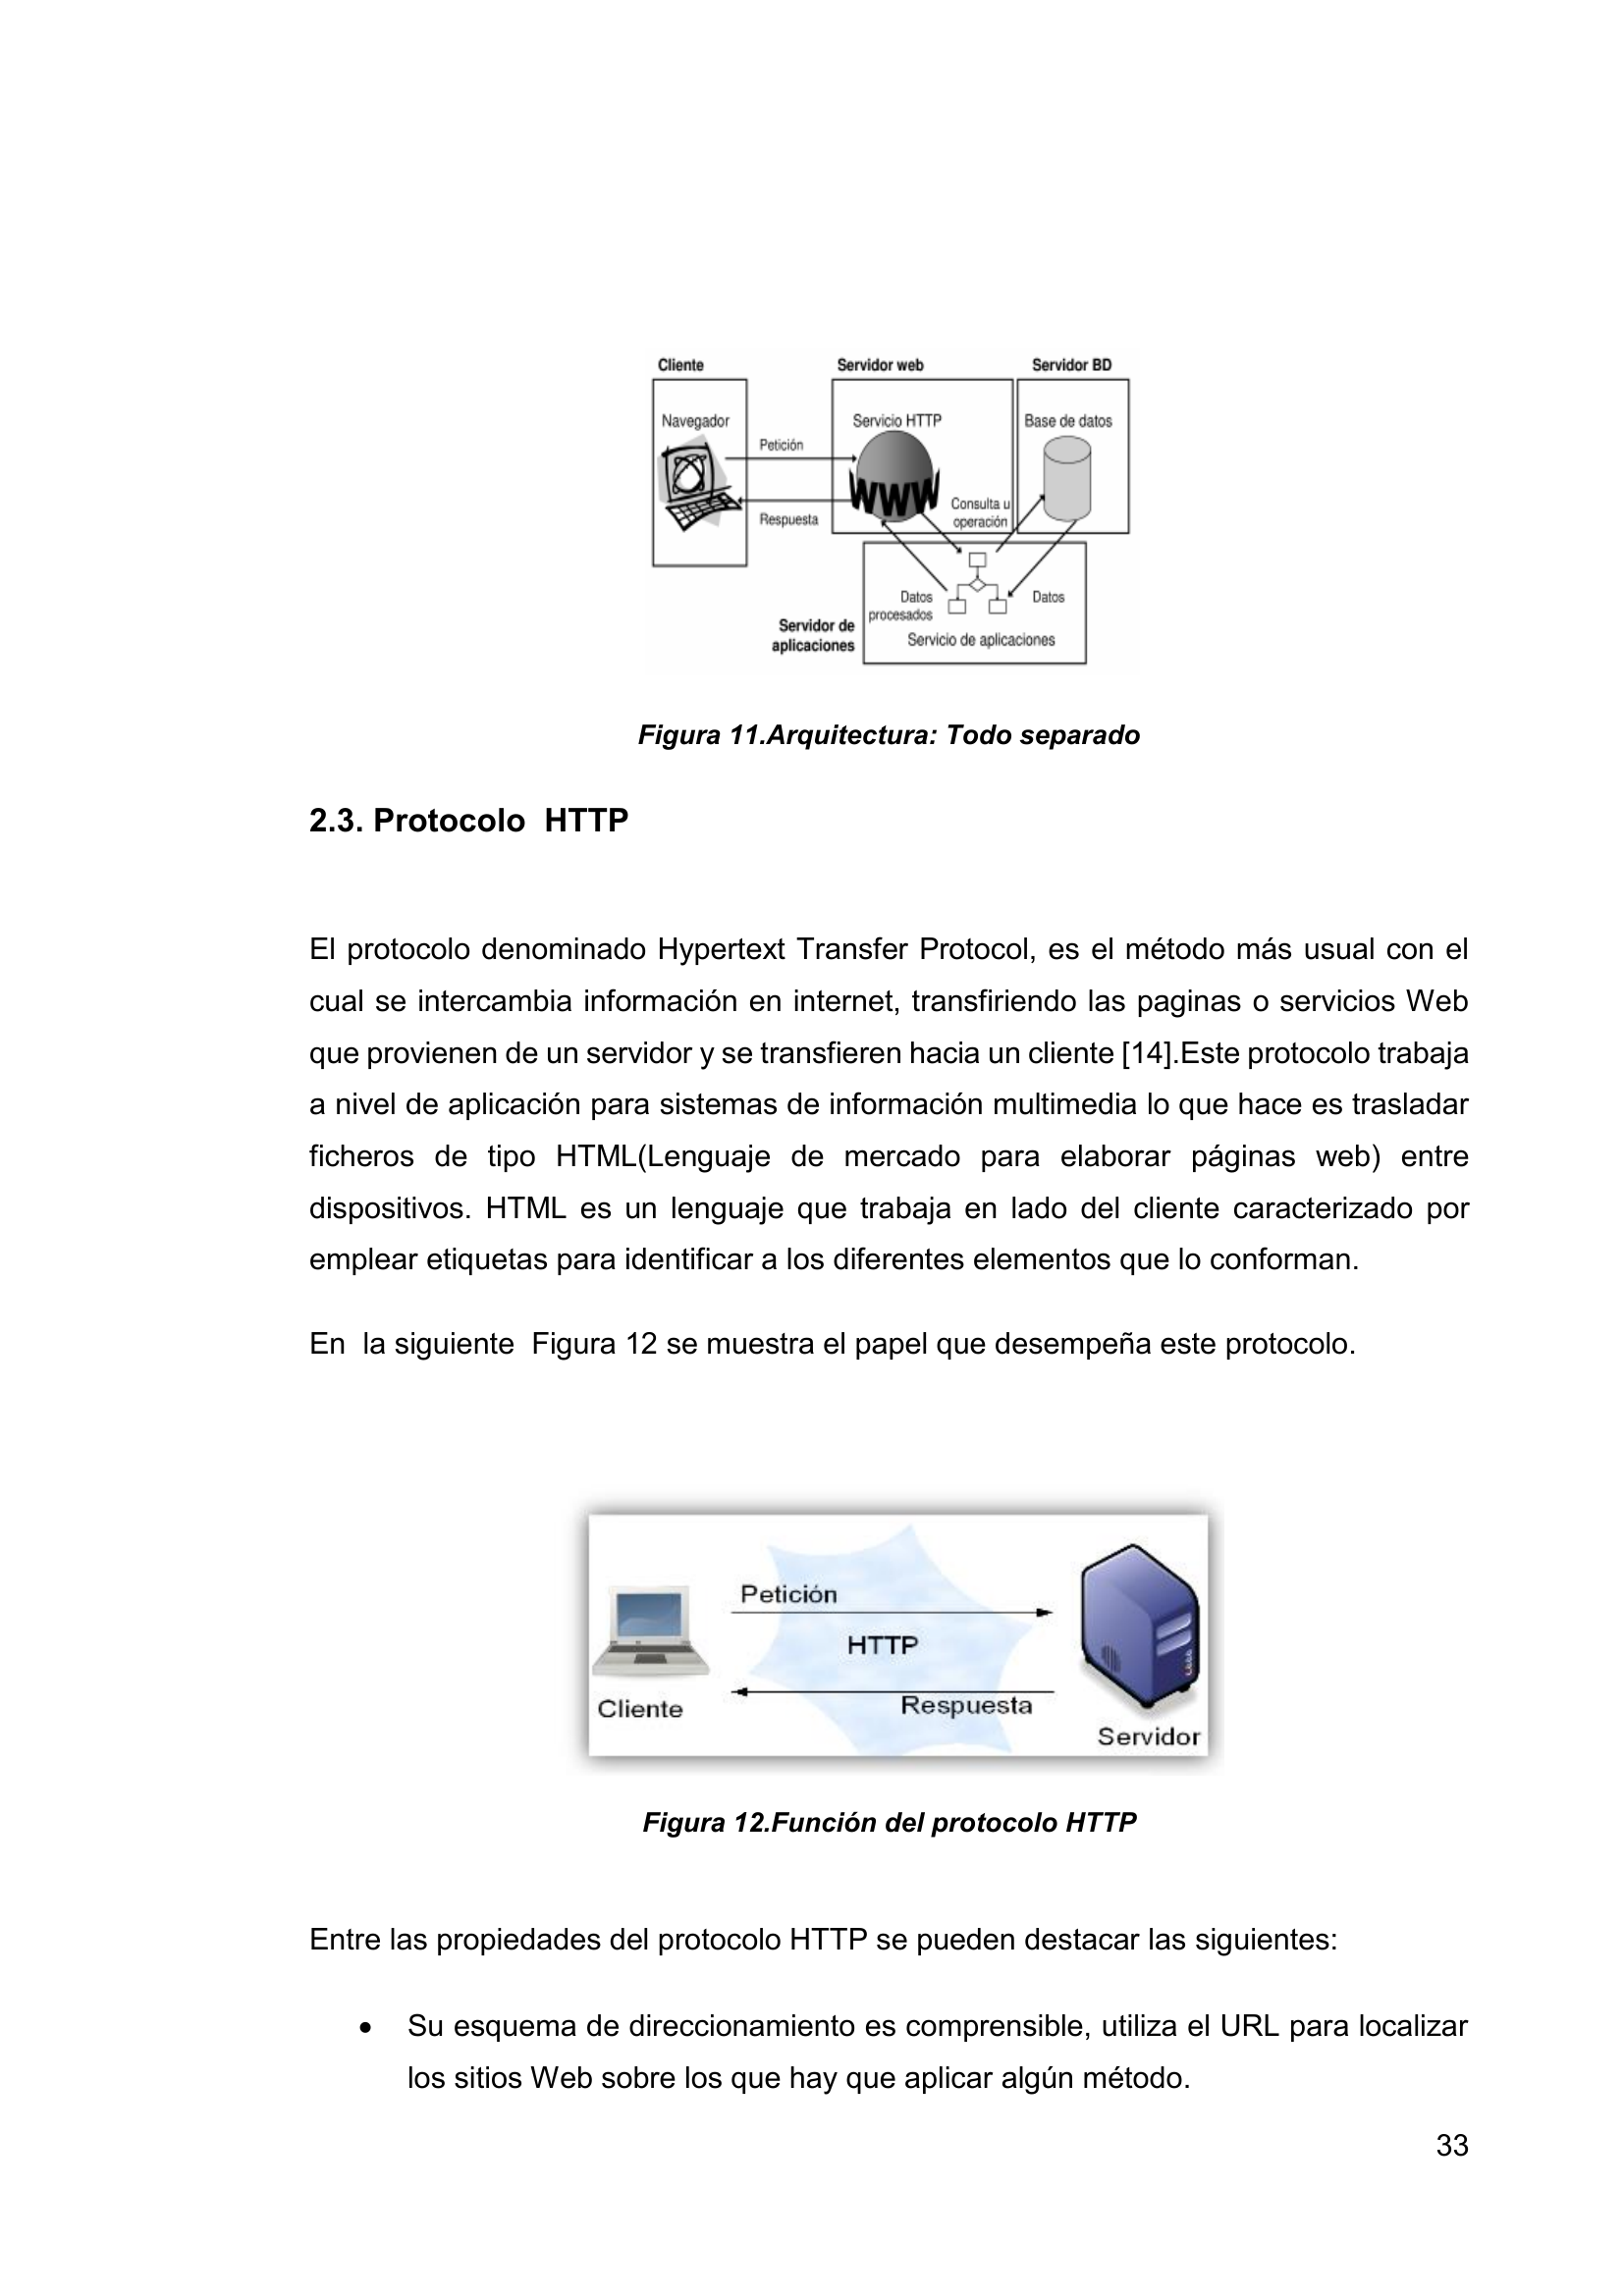 Cliente Servidor web Servidor BD
Navegador Servicio HTTP Base de datos
Petición
WWW
Consulta u
Respuesta operación
Datos Datos
procesados
Servidor de
aplicaciones Servicio de aplicaciones
Figura 11.Arquitectura: Todo separado
2.3. Protocolo HTTP
El protocolo denominado Hypertext Transfer Protocol, es el método más usual con el
cual se intercambia información en internet, transfiriendo las paginas o servicios Web
que provienen de un servidor y se transfieren hacia un cliente [14].Este protocolo trabaja
a nivel de aplicación para sistemas de información multimedia lo que hace es trasladar
ficheros de tipo HTML(Lenguaje de mercado para elaborar páginas web) entre
dispositivos. HTML es un lenguaje que trabaja en lado del cliente caracterizado por
emplear etiquetas para identificar a los diferentes elementos que lo conforman.
En la siguiente Figura 12 se muestra el papel que desempeña este protocolo.
Petición
HTTP
Respuesta
Cliente
Servidor
Figura 12.Función del protocolo HTTP
Entre las propiedades del protocolo HTTP se pueden destacar las siguientes:
• Su esquema de direccionamiento es comprensible, utiliza el URL para localizar
los sitios Web sobre los que hay que aplicar algún método.
33